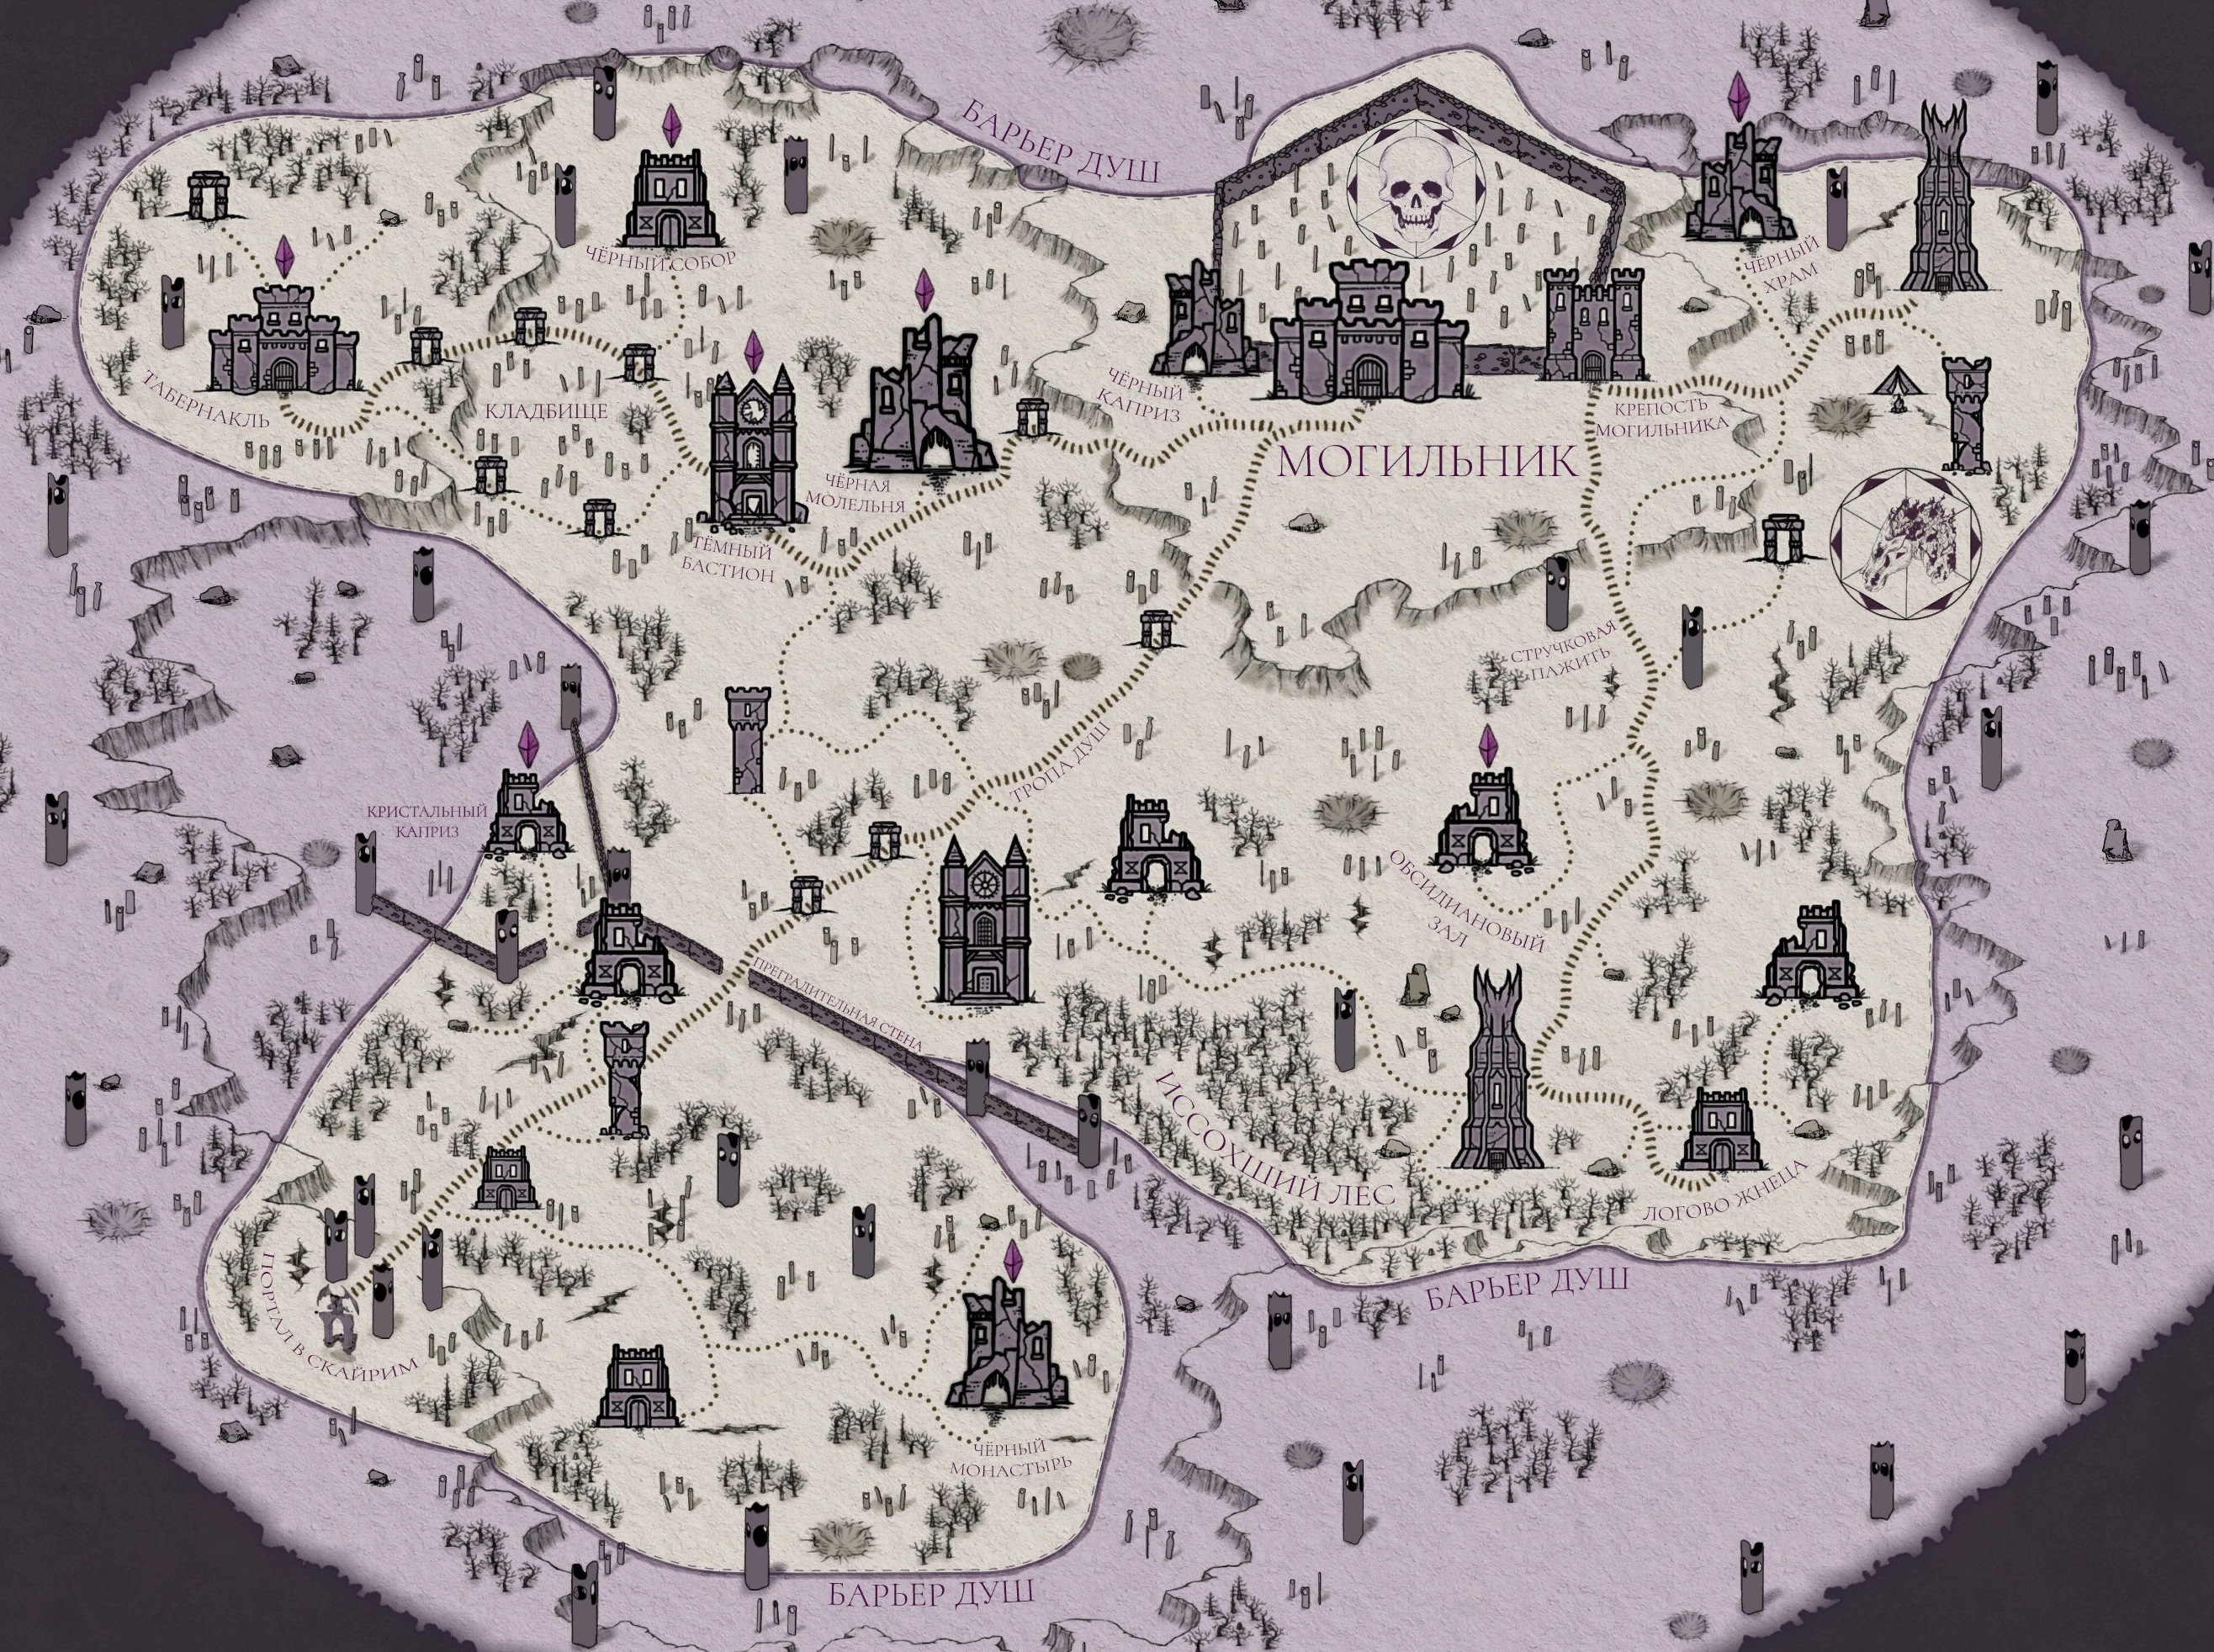 БАРЬЕР ДУШ
ЧЁРНЫЙ СОБОР
ЧЁРНЫЙ
ХРАМ
ТАБЕРНАКЛЬ
КЛАДБИЩЕ
ЧЁРНЫЙ
КАПРИЗ
КРЕПОСТЬ
МОГИЛЬНИКА
МОГИЛЬНИК
ЧЁРНАЯ
МОЛЕЛЬНЯ
ТЁМНЫЙ
БАСТИОН
СТРУЧКОВАЯ
ПАЖИТЬ
ТРОПА ДУШ
КРИСТАЛЬНЫЙ
КАПРИЗ
ОБСИДИАНОВЫЙ
ЗАЛ
ПРЕГРАДИТЕЛЬНАЯ СТЕНА
ИССОХШИЙ ЛЕС
ЛОГОВО ЖНЕЦА
БАРЬЕР ДУШ
ПОРТАЛ В СКАЙРИМ
ЧЁРНЫЙ
МОНАСТЫРЬ
БАРЬЕР ДУШ